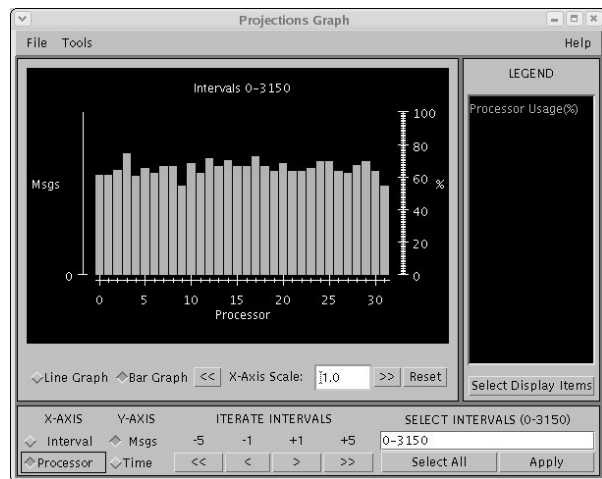 Projections Graph
File Tools Help
Intervals 0-3150
Msgs
0
100
80
60
40
20
0
%
0 5 10 15 20 25 30
Processor
LEGEND
Processor Usage(%)
Line Graph Bar Graph << X-Axis Scale: 1.0 >> Reset
Select Display Items
X-AXIS Y-AXIS ITERATE INTERVALS SELECT INTERVALS (0-3150)
Interval Msgs -5 -1 +1 +5 0-3150
Processor Time << < > >> Select All Apply